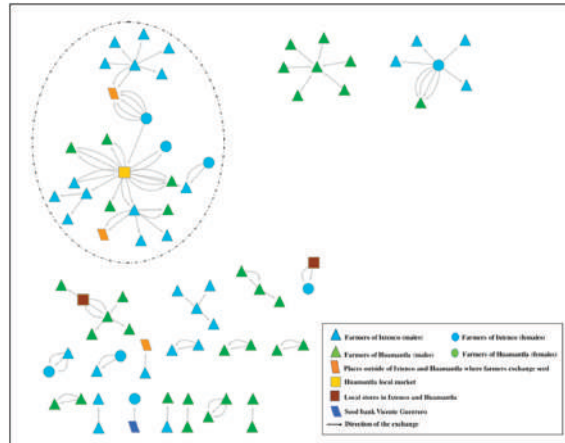 Farmers of Ixtenco (males)
Farmers of Ixtenco (females)
Farmers of Huamantla (males)
Farmers of Huamantla (females)
Places outside of Ixtenco and Huamantla where farmers exchange seed
Huamantla local market
Local stores in Ixtenco and Huamantla
Seed bank Vicente Guerrero
Direction of the exchange